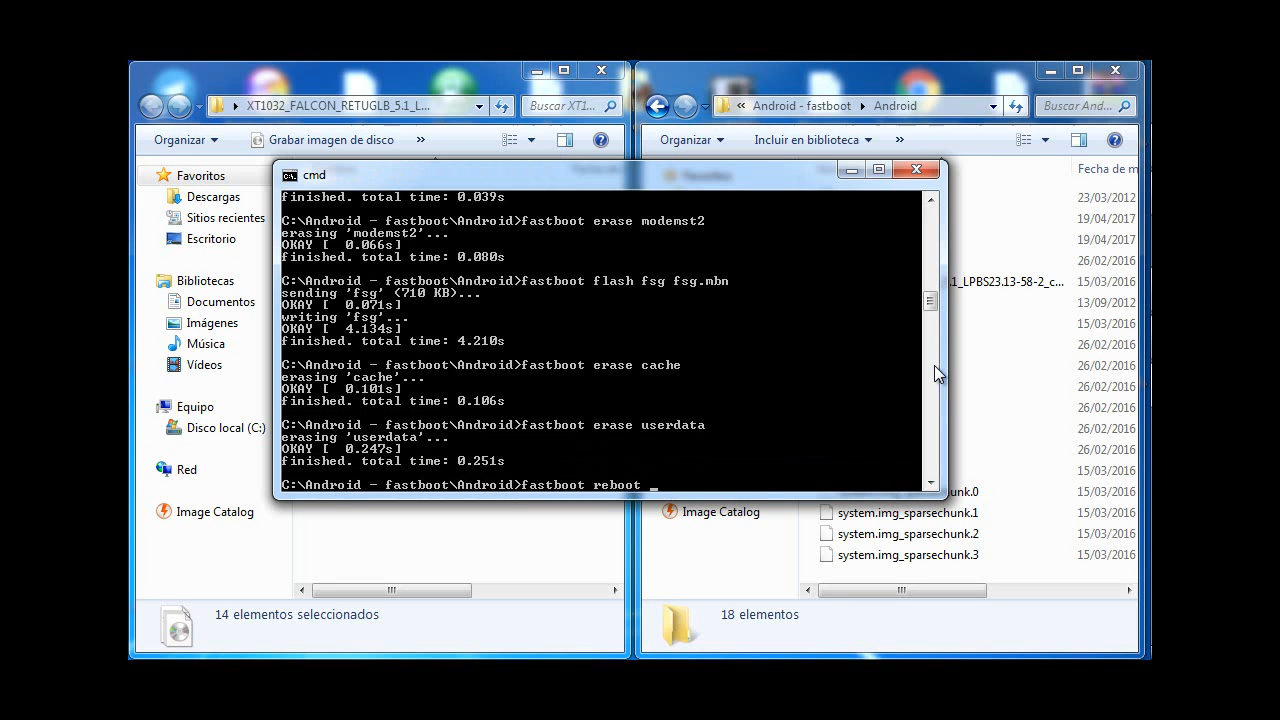 XT1032_FALCON_RETUGLB_5.1_L...
Buscar XT1...
Organizar
Grabar imagen de disco
»
Favoritos
Descargas
Sitios recientes
Escritorio
Bibliotecas
Documentos
Imágenes
Música
Vídeos
Equipo
Disco local (C:)
Red
Image Catalog
14 elementos seleccionados
« Android - fastboot Android
Buscar And...
Organizar
Incluir en biblioteca
»
Fecha de m
23/03/2012
19/04/2017
19/04/2017
26/02/2016
.1_LPBS23.13-58-2_c... 15/03/2016
13/09/2012
15/03/2016
26/02/2016
26/02/2016
26/02/2016
26/02/2016
26/02/2016
15/03/2016
chunk.0 15/03/2016
system.img_sparsechunk.1 15/03/2016
system.img_sparsechunk.2 15/03/2016
system.img_sparsechunk.3 15/03/2016
Image Catalog
18 elementos
cmd
finished. total time: 0.039s
C:\Android - fastboot\Android>fastboot erase modemst2
erasing 'modemst2'...
OKAY [  0.066s]
finished. total time: 0.080s
C:\Android - fastboot\Android>fastboot flash fsg fsg.mbn
sending 'fsg' (710 KB)...
OKAY [  0.071s]
writing 'fsg'...
OKAY [  4.134s]
finished. total time: 4.210s
C:\Android - fastboot\Android>fastboot erase cache
erasing 'cache'...
OKAY [  0.101s]
finished. total time: 0.106s
C:\Android - fastboot\Android>fastboot erase userdata
erasing 'userdata'...
OKAY [  0.247s]
finished. total time: 0.251s
C:\Android - fastboot\Android>fastboot reboot _